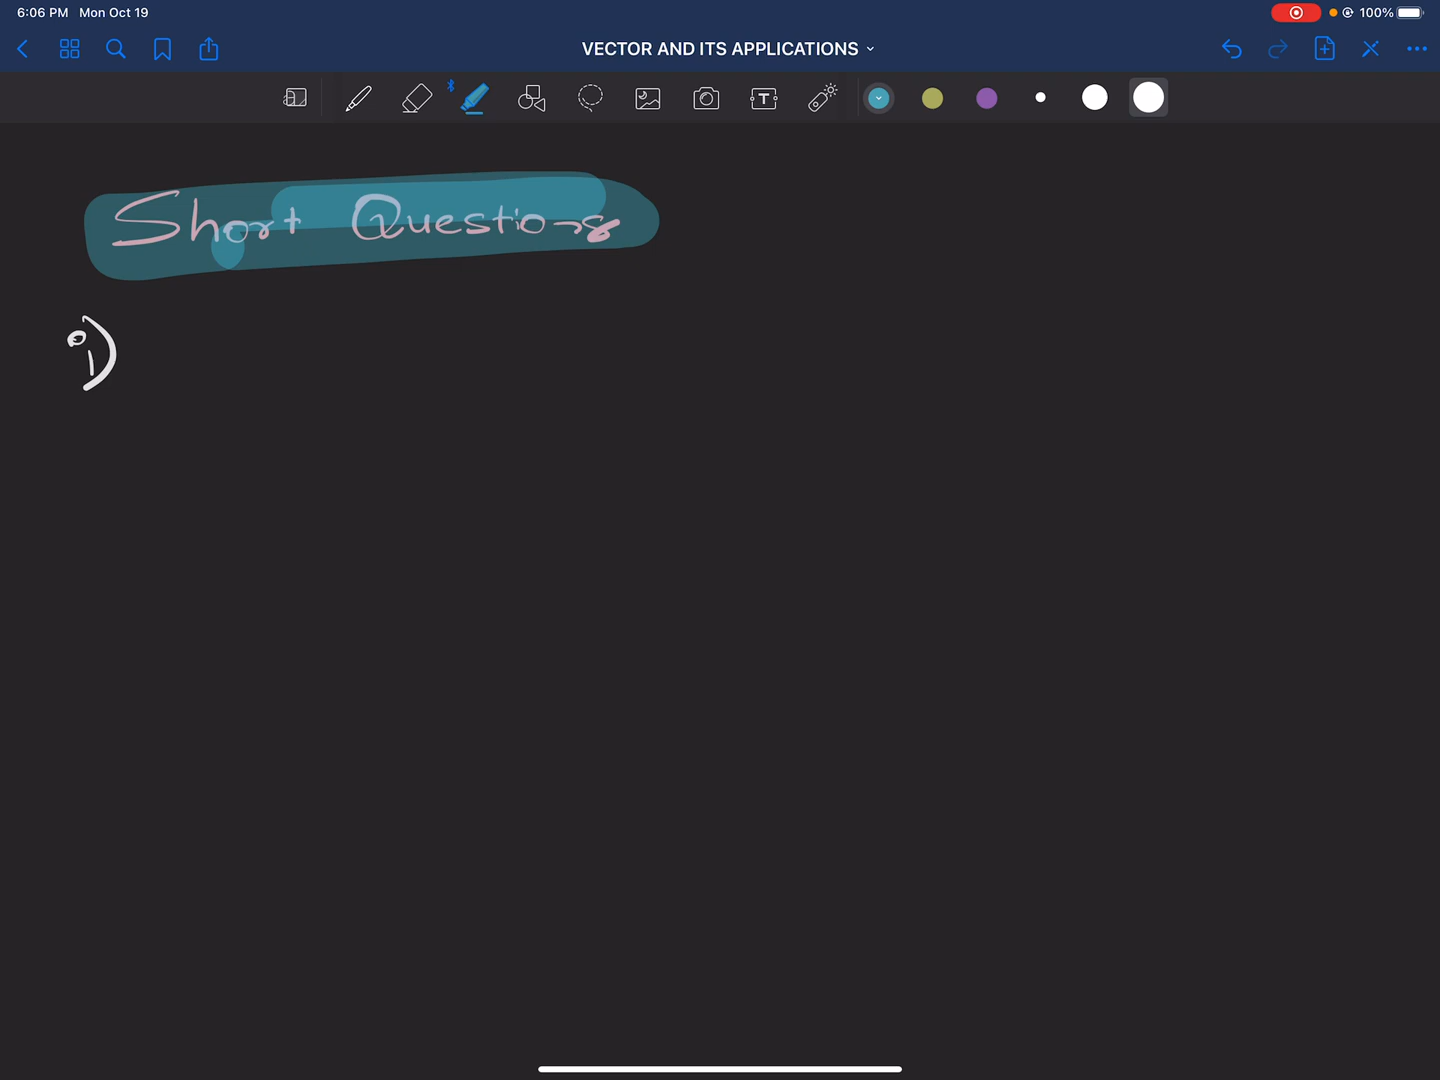 6:06 PM Mon Oct 19 100%
VECTOR AND ITS APPLICATIONS
Short Questions
i)